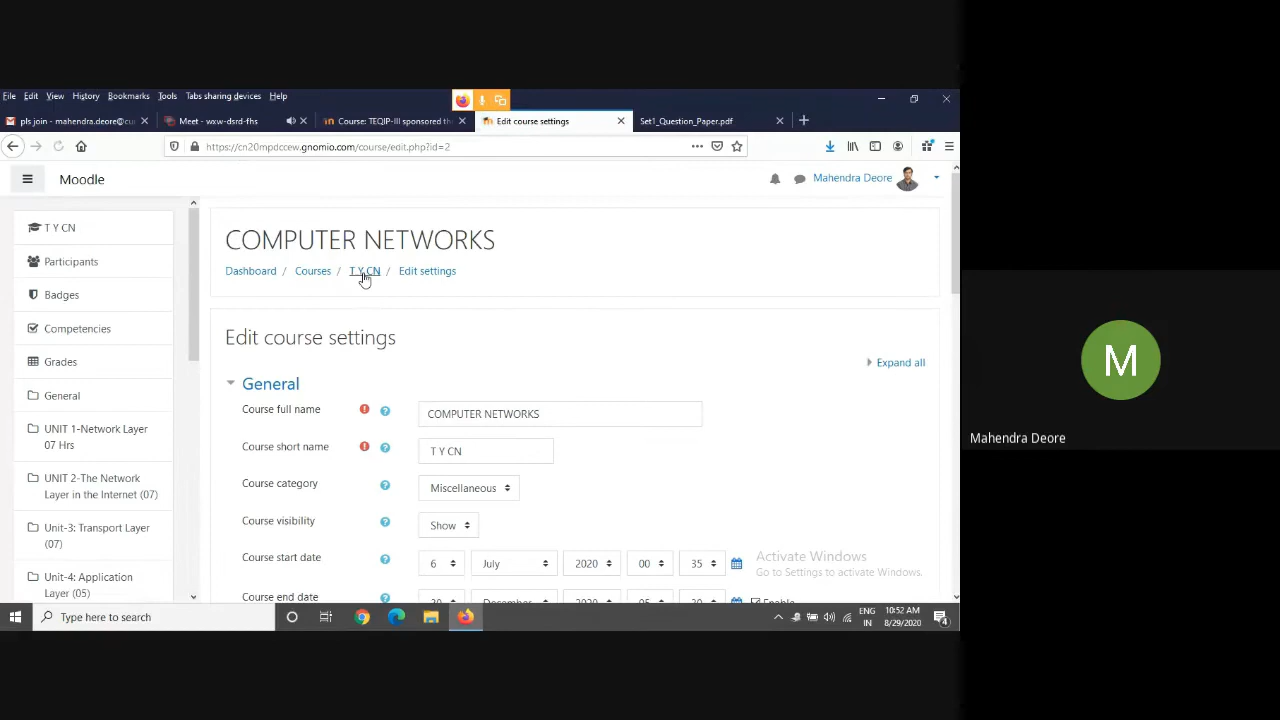 File Edit View History Bookmarks Tools Tabs sharing devices Help
pls join - mahendra.deore@cu
Meet - wxw-dsrd-fhs
Course: TEQIP-III sponsored th
Edit course settings
Set1_Question_Paper.pdf
https://cn20mpdccew.gnomio.com/course/edit.php?id=2
Moodle
Mahendra Deore
T Y CN
Participants
Badges
Competencies
Grades
General
UNIT 1-Network Layer
07 Hrs
UNIT 2-The Network
Layer in the Internet (07)
Unit-3: Transport Layer
(07)
Unit-4: Application
Layer (05)
COMPUTER NETWORKS
Dashboard / Courses / T Y CN / Edit settings
Edit course settings
Expand all
General
Course full name
COMPUTER NETWORKS
Course short name
T Y CN
Course category
Miscellaneous
Course visibility
Show
Course start date
6 July 2020 00 35
Course end date
December 2020
Enable
Activate Windows
Go to Settings to activate Windows.
M
Mahendra Deore
Type here to search
ENG
IN
10:52 AM
8/29/2020
4